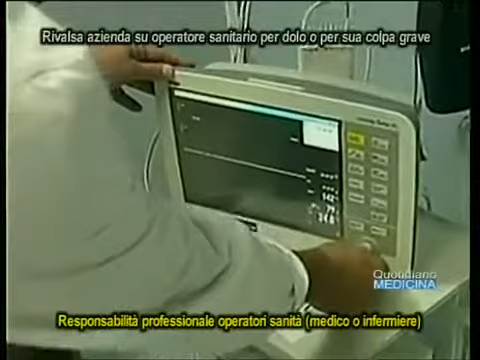 Rivalsa azienda su operatore sanitario per dolo o per sua colpa grave
Quotidiano
MEDICINA
Responsabilità professionale operatori sanità (medico o infermiere)